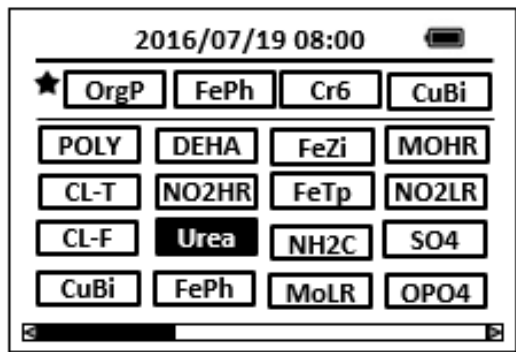 2016/07/19 08:00
OrgP FePh Cr6 CuBi
POLY DEHA FeZi MOHR
CL-T NO2HR FeTp NO2LR
CL-F Urea NH2C SO4
CuBi FePh MoLR OPO4